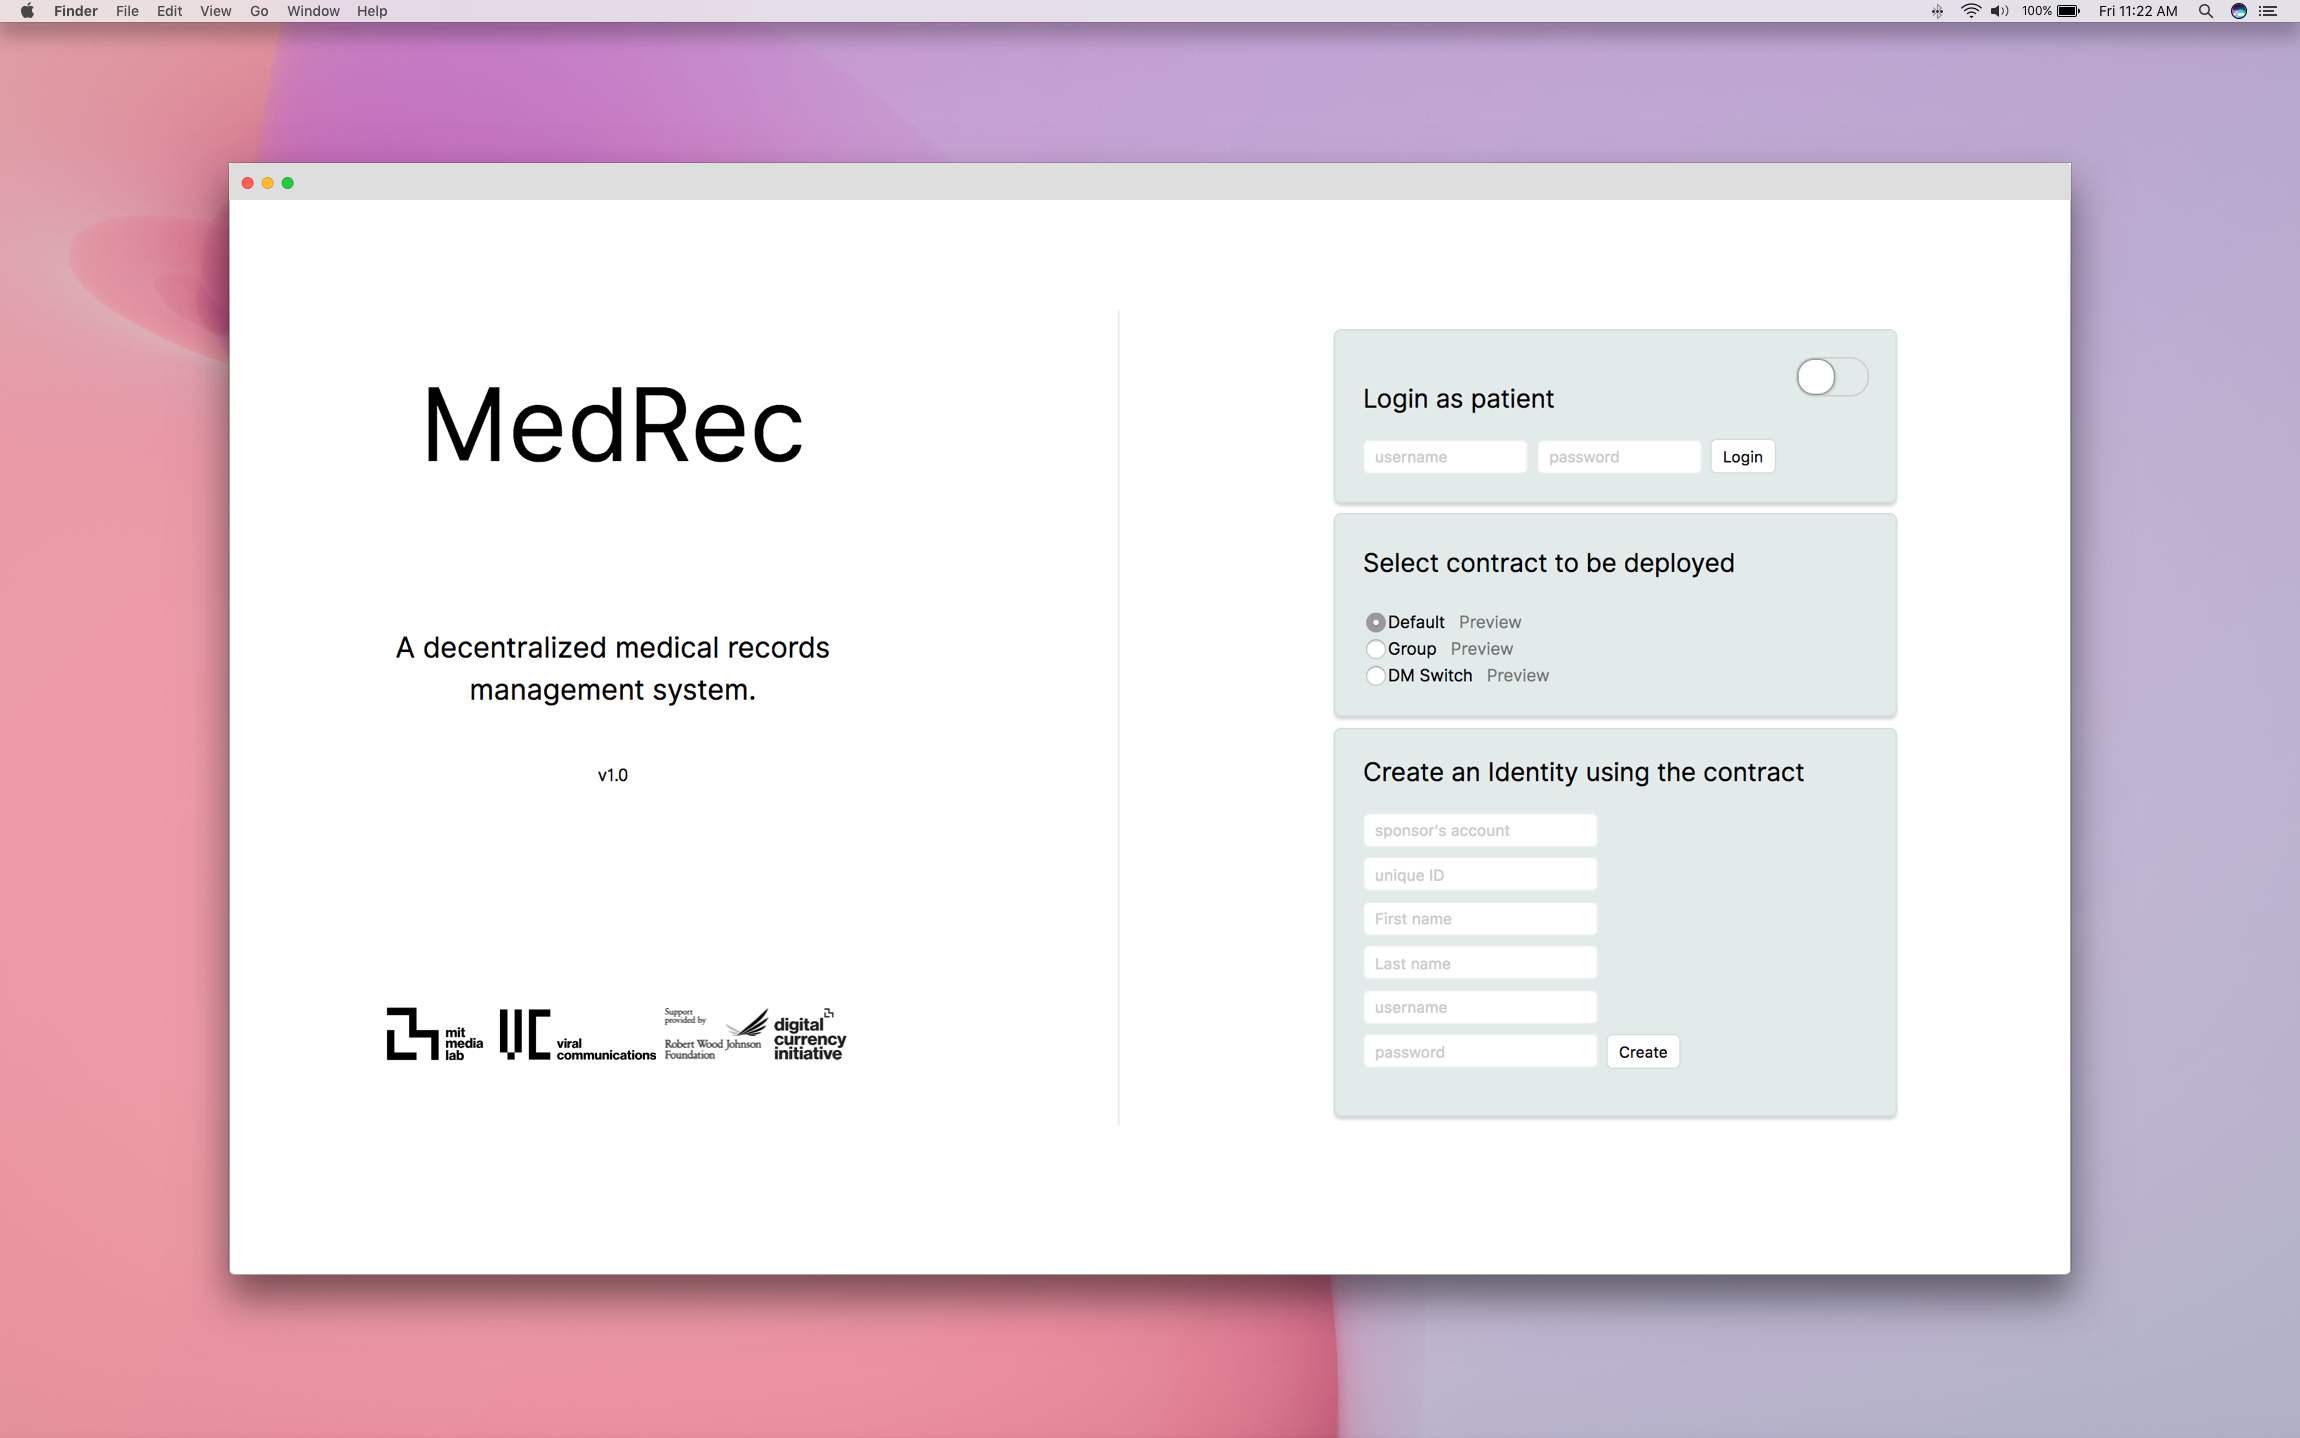 Finder File Edit View Go Window Help
100% Fri 11:22 AM
MedRec
A decentralized medical records
management system.
v1.0
mit
media
lab
viral
communications
Support
provided by
Robert Wood Johnson
Foundation
digital
currency
initiative
Login as patient
username password Login
Select contract to be deployed
Default Preview
Group Preview
DM Switch Preview
Create an Identity using the contract
sponsor's account
unique ID
First name
Last name
username
password Create